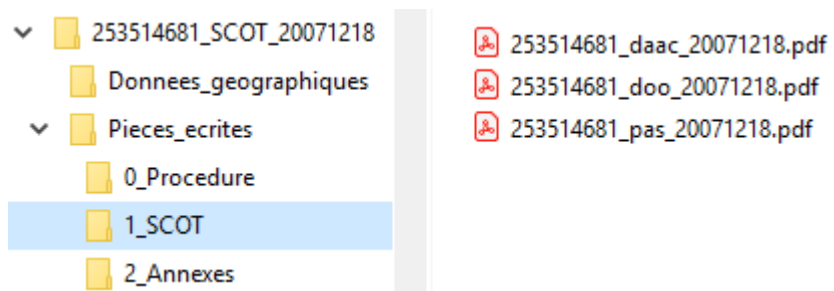 253514681_SCOT_20071218
Donnees_geographiques
Pieces_ecrites
0_Procedure
1_SCOT
2_Annexes
253514681_daac_20071218.pdf
253514681_doo_20071218.pdf
253514681_pas_20071218.pdf